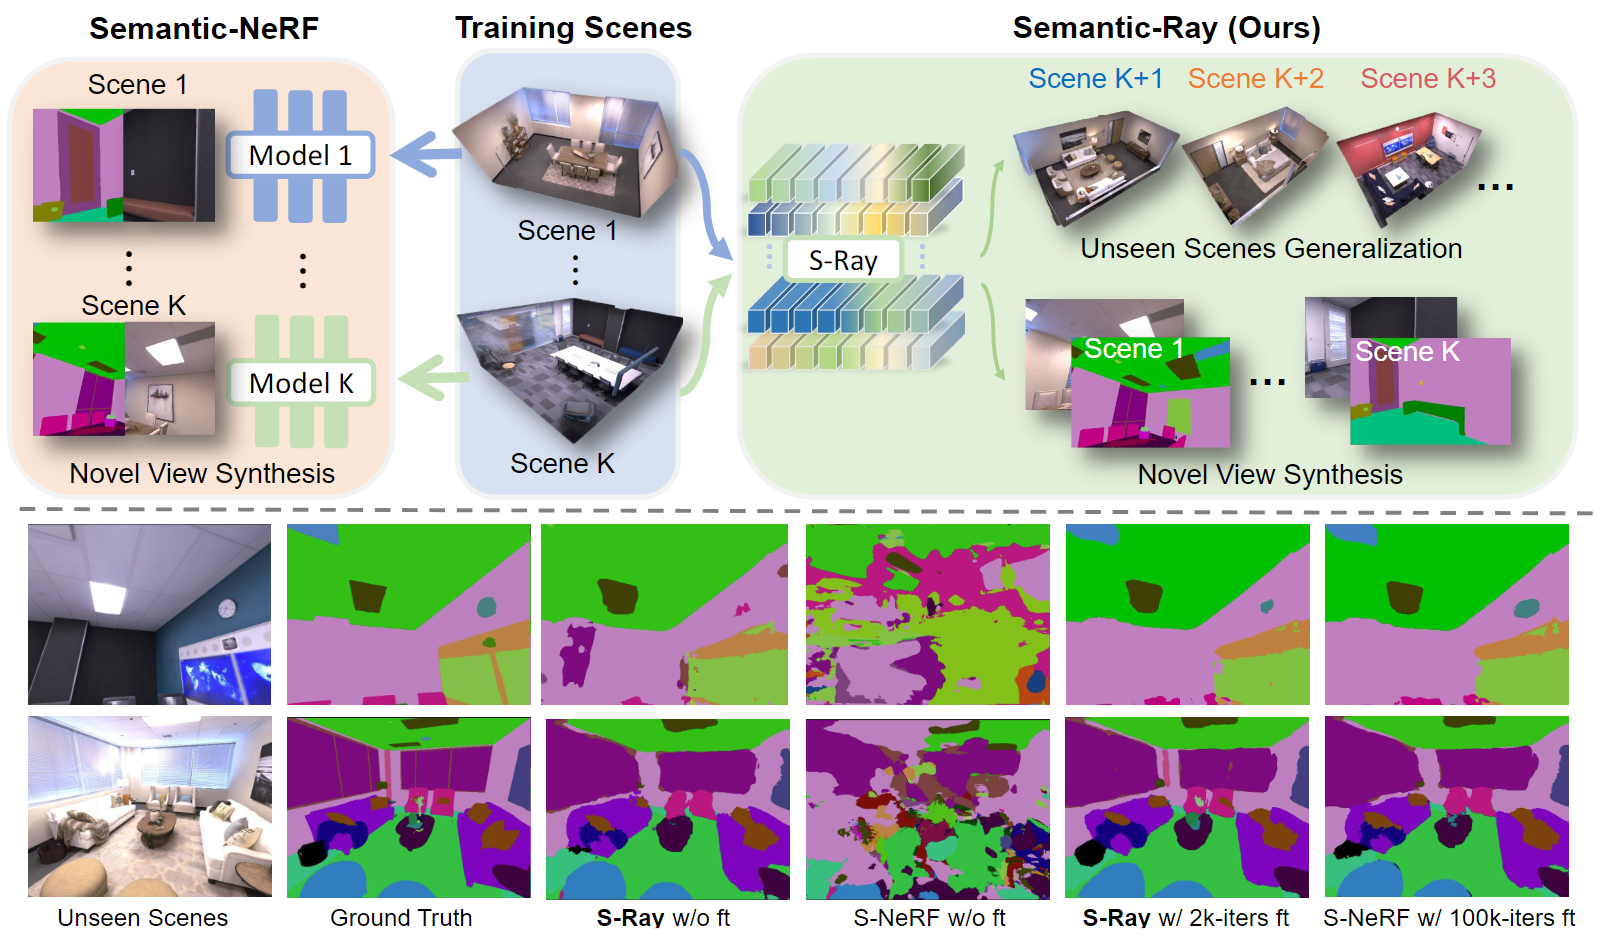 Semantic-NeRF
Training Scenes
Semantic-Ray (Ours)
Scene 1
Model 1
Scene K
Model K
Novel View Synthesis
Scene 1
Scene K
S-Ray
Scene K+1
Scene K+2
Scene K+3
...
Unseen Scenes Generalization
Scene 1
...
Scene K
Novel View Synthesis
Unseen Scenes
Ground Truth
S-Ray w/o ft
S-NeRF w/o ft
S-Ray w/ 2k-iters ft
S-NeRF w/ 100k-iters ft